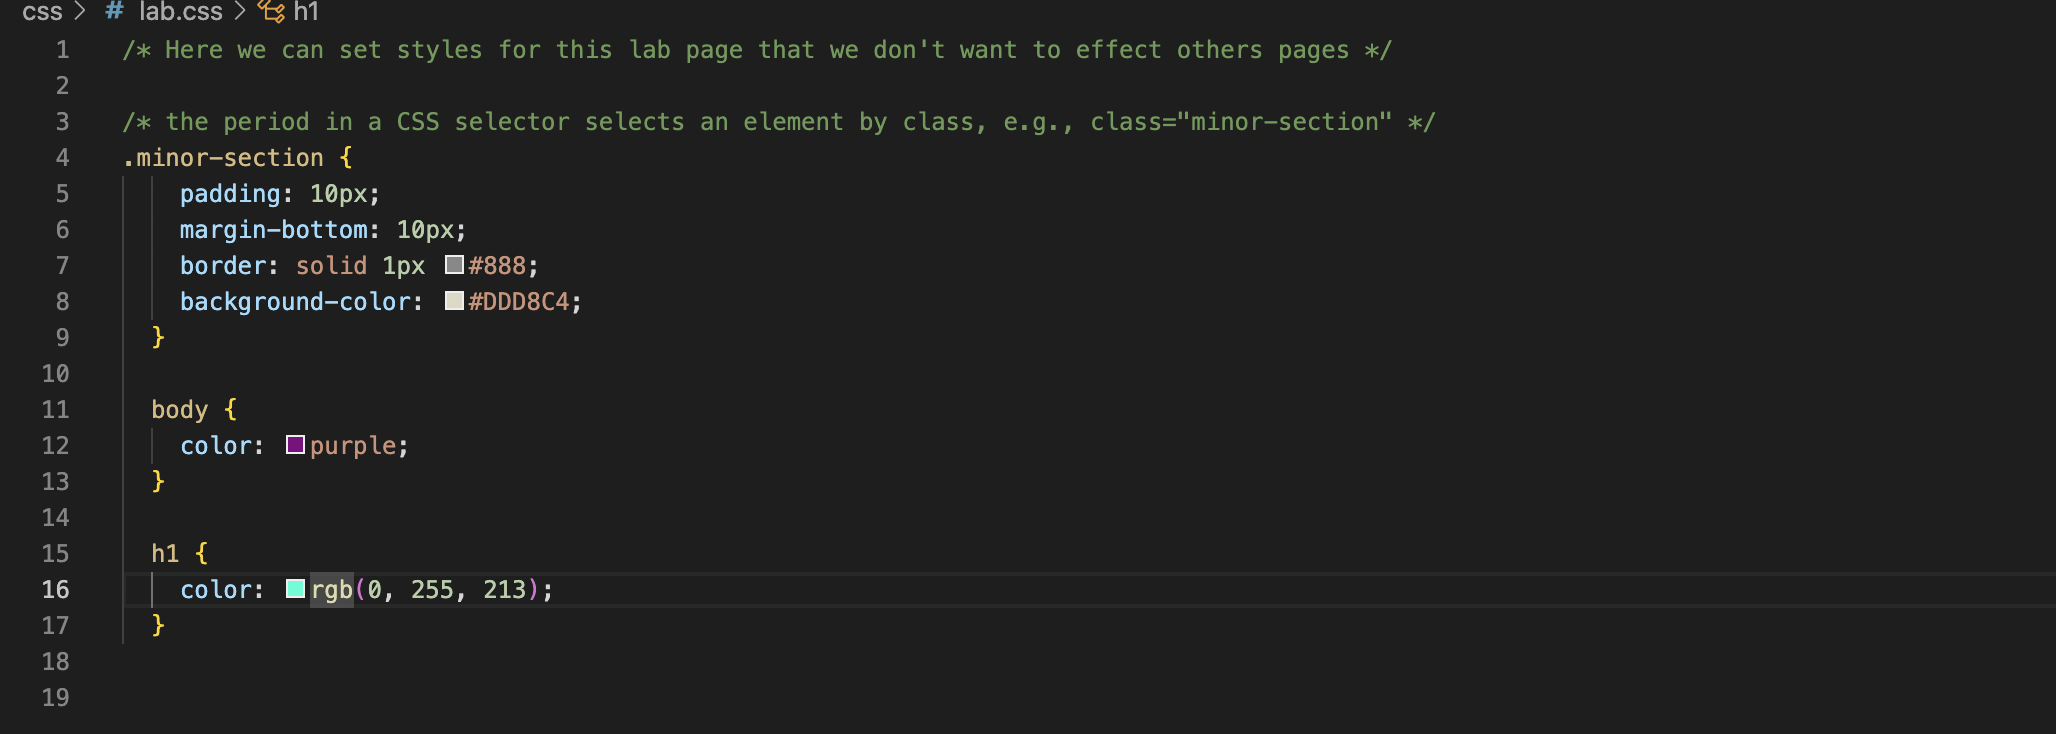 css > # lab.css > h1
1 /* Here we can set styles for this lab page that we don't want to effect others pages */
2
3 /* the period in a CSS selector selects an element by class, e.g., class="minor-section" */
4 .minor-section {
5 padding: 10px;
6 margin-bottom: 10px;
7 border: solid 1px #888;
8 background-color: #DDD8C4;
9 }
10
11 body {
12 color: purple;
13 }
14
15 h1 {
16 color: rgb(0, 255, 213);
17 }
18
19